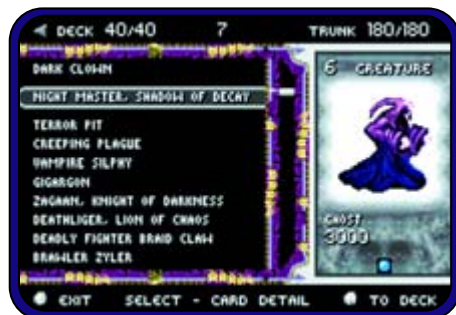 DECK 40/40 7 TRUNK 180/180
DARK CLOWN
NIGHT MASTER, SHADOW OF DECAY
TERROR PIT
CREEPING PLAGUE
VAMPIRE SILPHY
GIGARGON
ZAGAAN, KNIGHT OF DARKNESS
DEATHLIGER, LION OF CHAOS
DEADLY FIGHTER BRAID CLAW
BRAWLER ZYLER
6 CREATURE
GHOST
3000
EXIT SELECT - CARD DETAIL TO DECK